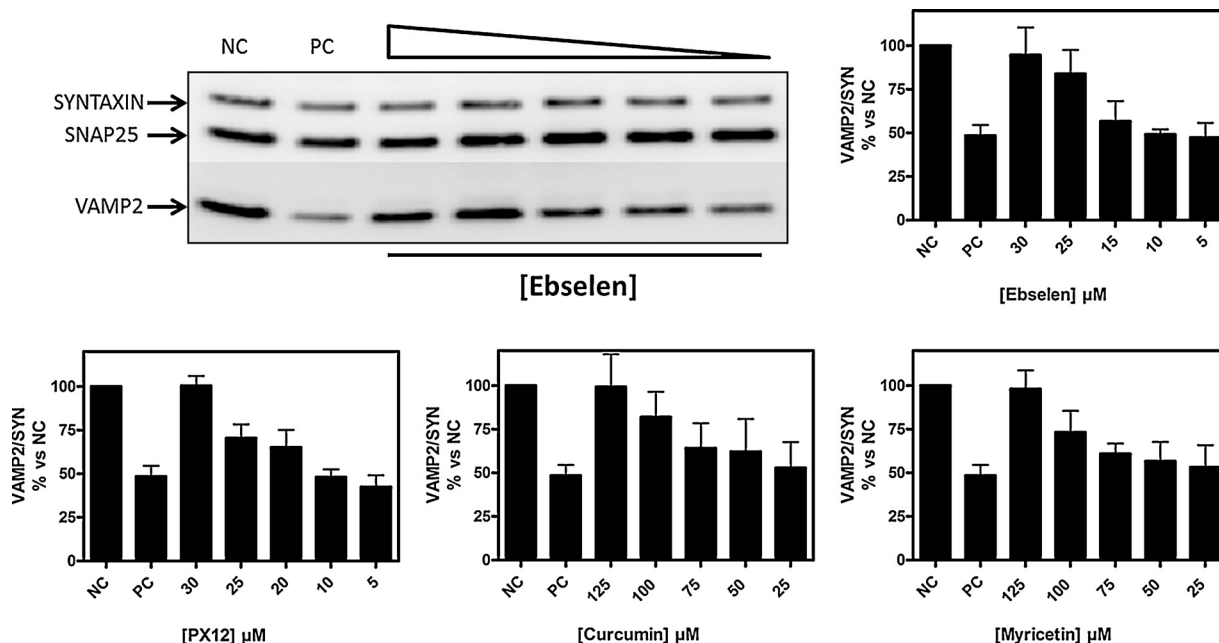 NC PC
SYNTAXIN
SNAP25
VAMP2
[Ebselen]
VAMP2/SYN
% vs NC
100
75
50
25
0
NC PC 30 25 15 10 5
[Ebselen] µM
VAMP2/SYN
% vs NC
100
75
50
25
0
NC PC 30 25 20 10 5
[PX12] µM
VAMP2/SYN
% vs NC
100
75
50
25
0
NC PC 125 100 75 50 25
[Curcumin] µM
VAMP2/SYN
% vs NC
100
75
50
25
0
NC PC 125 100 75 50 25
[Myricetin] µM